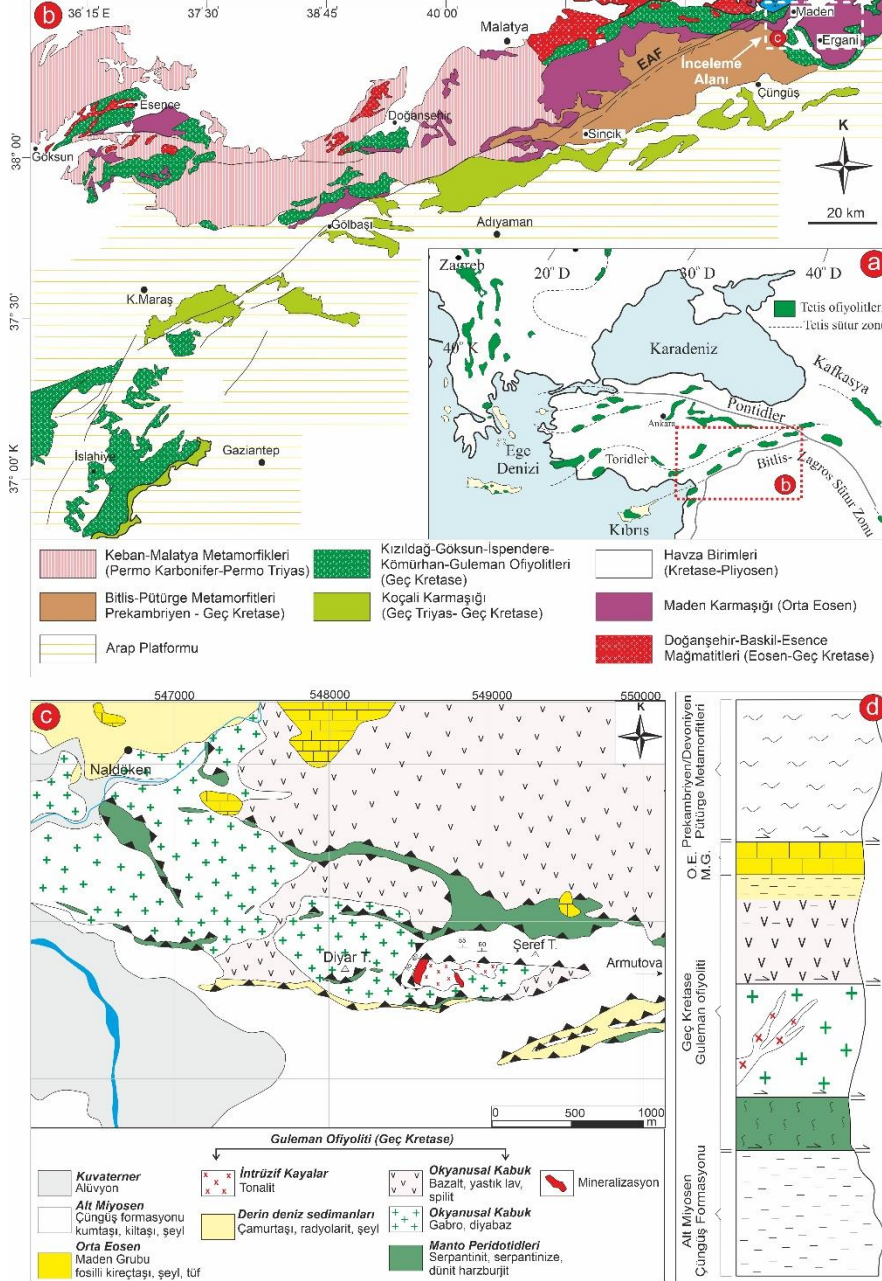 b
36°15 E
37°30
38°45
40°00
Maden
Malatya
c
Ergani
EAF
İnceleme
Alanı
Esence
Çüngüş
Doğanşehir
Göksun
Sincik
38°00'
K
20 km
Adıyaman
Gölbaşı
a
Zagreb
20° D
30° D
40° D
K.Maraş
Tetis ofiyolitleri
Tetis sütur zonu
37°30'
40° K
Karadeniz
Kafkasya
Pontidler
Ankara
Gaziantep
İslahiye
Ege
Denizi
Toridler
Bitlis-Zagros Sütur Zonu
b
37°00' K
Kıbrıs
Keban-Malatya Metamorfikleri
(Permo Karbonifer-Permo Triyas)
Kızıldağ-Göksun-İspendere-
Kömürhan-Guleman Ofiyolitleri
(Geç Kretase)
Havza Birimleri
(Kretase-Pliyosen)
Bitlis-Pütürge Metamorfitleri
Prekambriyen - Geç Kretase)
Koçali Karmaşığı
(Geç Triyas- Geç Kretase)
Maden Karmaşığı (Orta Eosen)
Arap Platformu
Doğanşehir-Baskil-Esence
Mağmatitleri (Eosen-Geç Kretase)
547000
548000
549000
550000
c
K
d
Naldöken
Diyar T.
Şeref T.
Armutova
0
500
1000
m
Prekambriyen/Devoniyen
Pütürge Metamorfitleri
O.E.
M.G.
Geç Kretase
Guleman ofiyoliti
Alt Miyosen
Çüngüş Formasyonu
Guleman Ofiyoliti (Geç Kretase)
Kuvaterner
Alüvyon
İntrüzif Kayalar
Tonalit
Okyanusal Kabuk
Bazalt, yastık lav,
spilit
Mineralizasyon
Alt Miyosen
Çüngüş formasyonu
kumtaşı, kiltaşı, şeyl
Derin deniz sedimanları
Çamurtaşı, radyolarit, şeyl
Okyanusal Kabuk
Gabro, diyabaz
Orta Eosen
Maden Grubu
fosilli kireçtaşı, şeyl, tüf
Manto Peridotidleri
Serpantinit, serpantinize,
dünit harzburjit